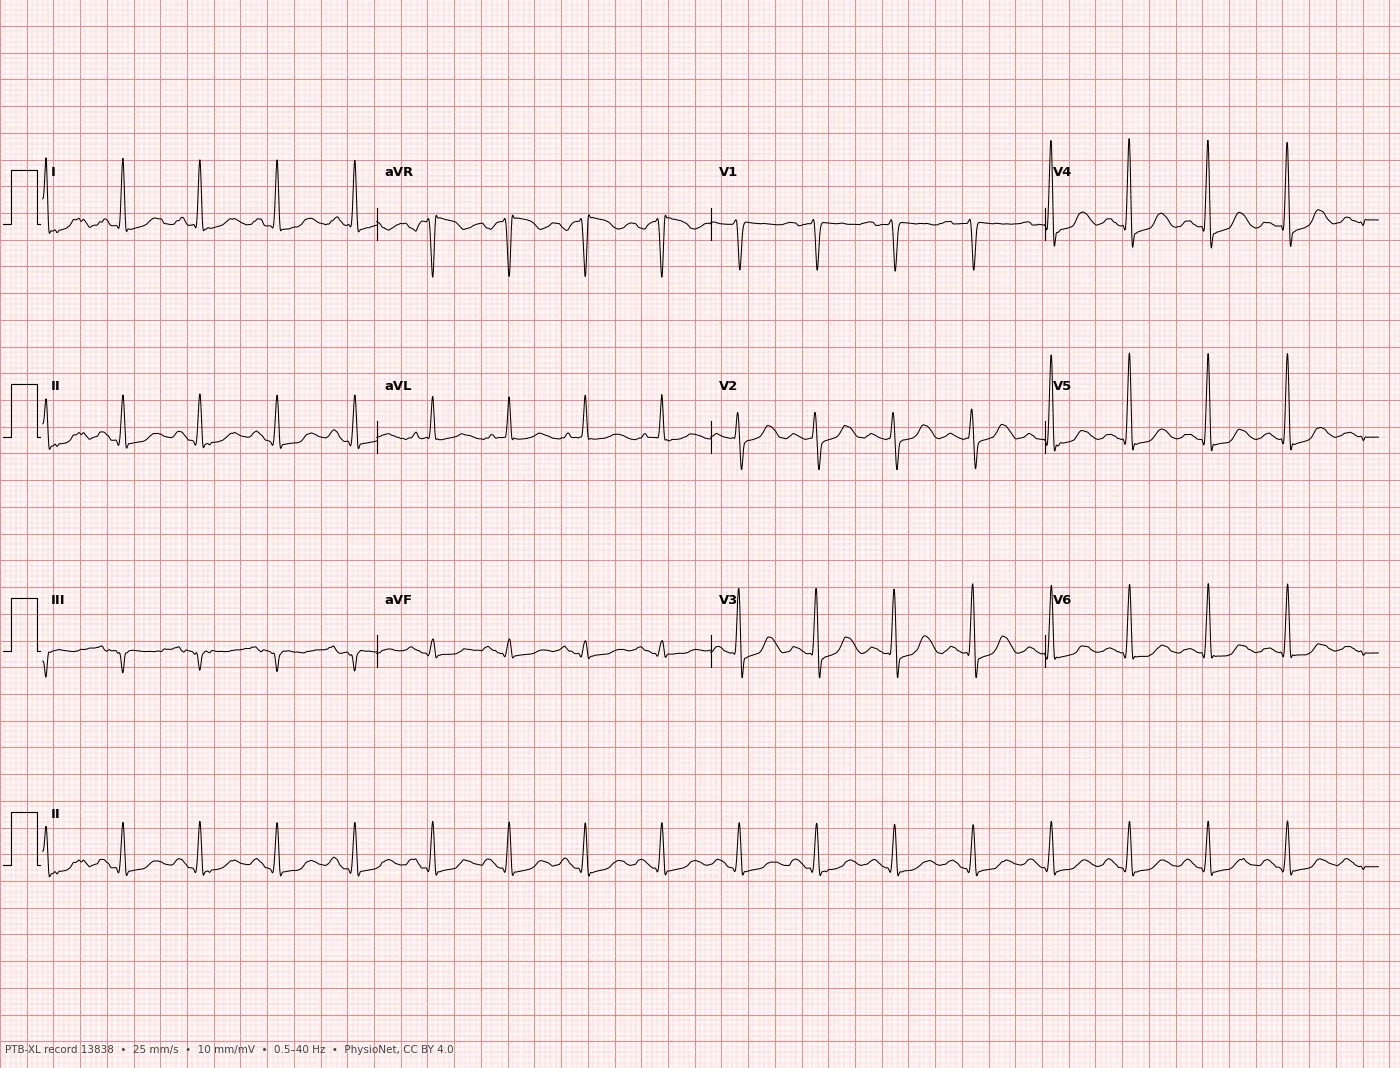 I aVR V1 V4
II aVL V2 V5
III aVF V3 V6
II
PTB-XL record 13838 • 25 mm/s • 10 mm/mV • 0.5–40 Hz • PhysioNet, CC BY 4.0